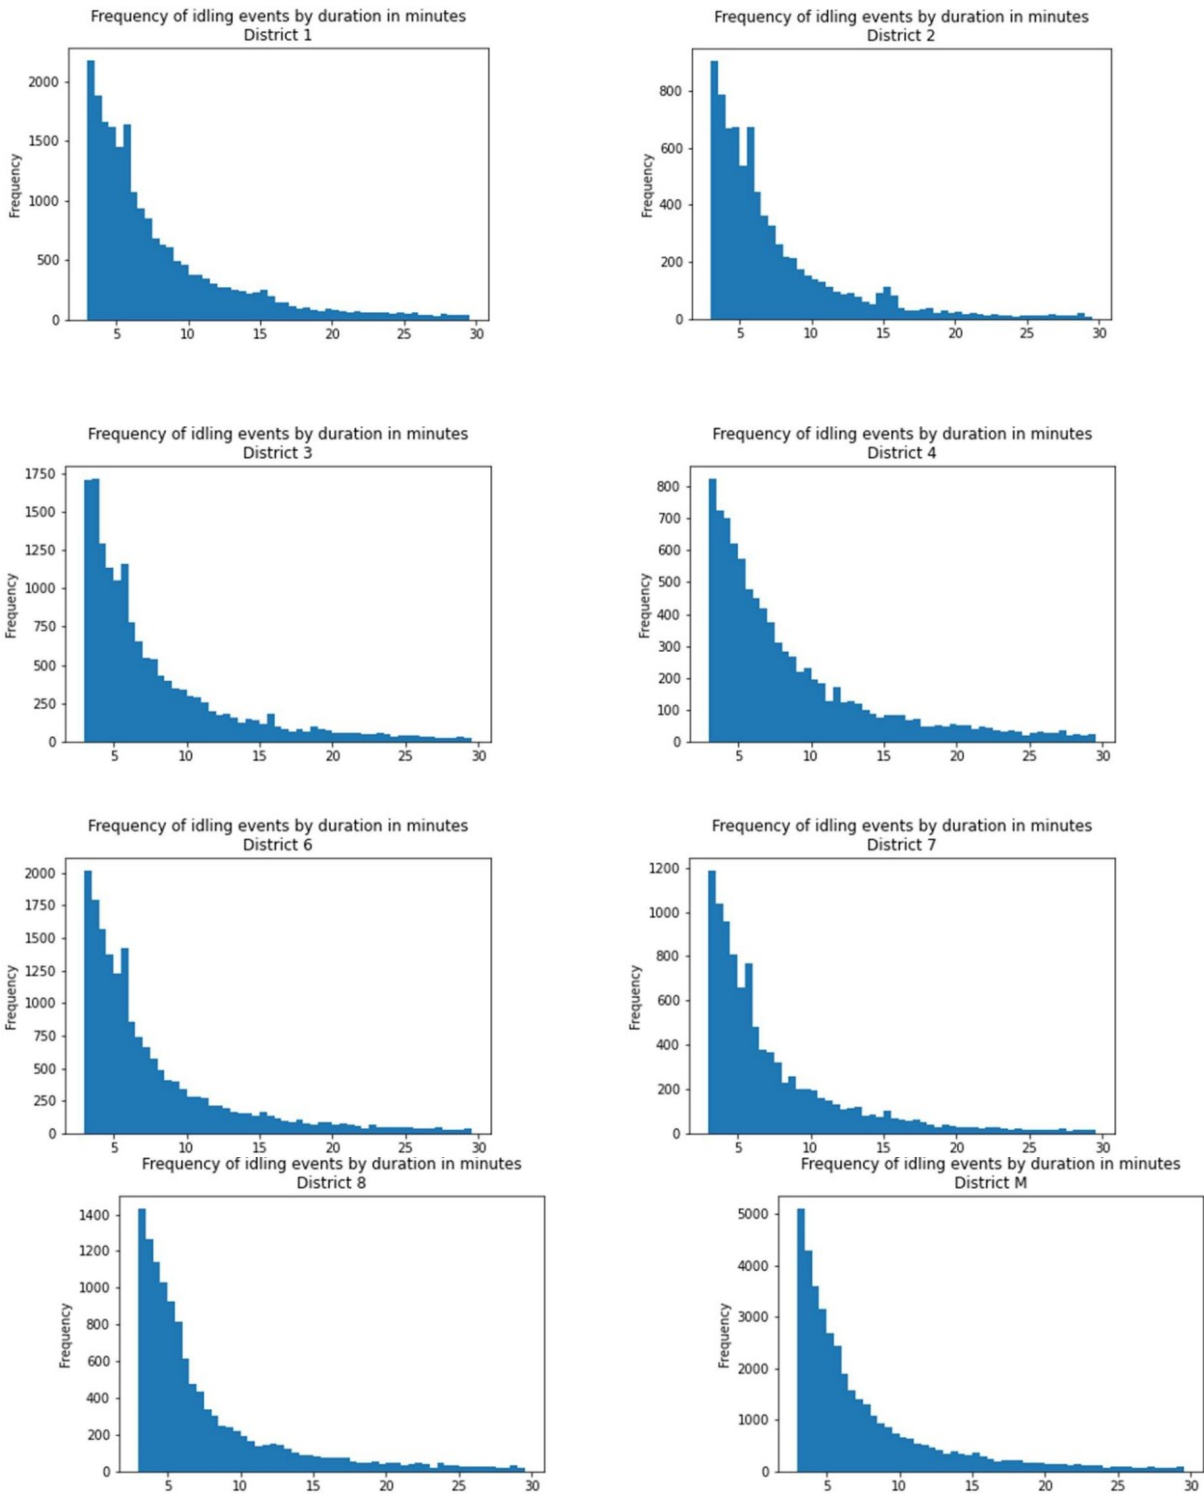 Frequency of idling events by duration in minutes
District 1
Frequency
2000
1500
1000
500
0
5 10 15 20 25 30
Frequency of idling events by duration in minutes
District 2
Frequency
800
600
400
200
0
5 10 15 20 25 30
Frequency of idling events by duration in minutes
District 3
Frequency
1750
1500
1250
1000
750
500
250
0
5 10 15 20 25 30
Frequency of idling events by duration in minutes
District 4
Frequency
800
700
600
500
400
300
200
100
0
5 10 15 20 25 30
Frequency of idling events by duration in minutes
District 6
Frequency
2000
1750
1500
1250
1000
750
500
250
0
5 10 15 20 25 30
Frequency of idling events by duration in minutes
District 7
Frequency
1200
1000
800
600
400
200
0
5 10 15 20 25 30
Frequency of idling events by duration in minutes
District 8
Frequency
1400
1200
1000
800
600
400
200
0
5 10 15 20 25 30
Frequency of idling events by duration in minutes
District M
Frequency
5000
4000
3000
2000
1000
0
5 10 15 20 25 30